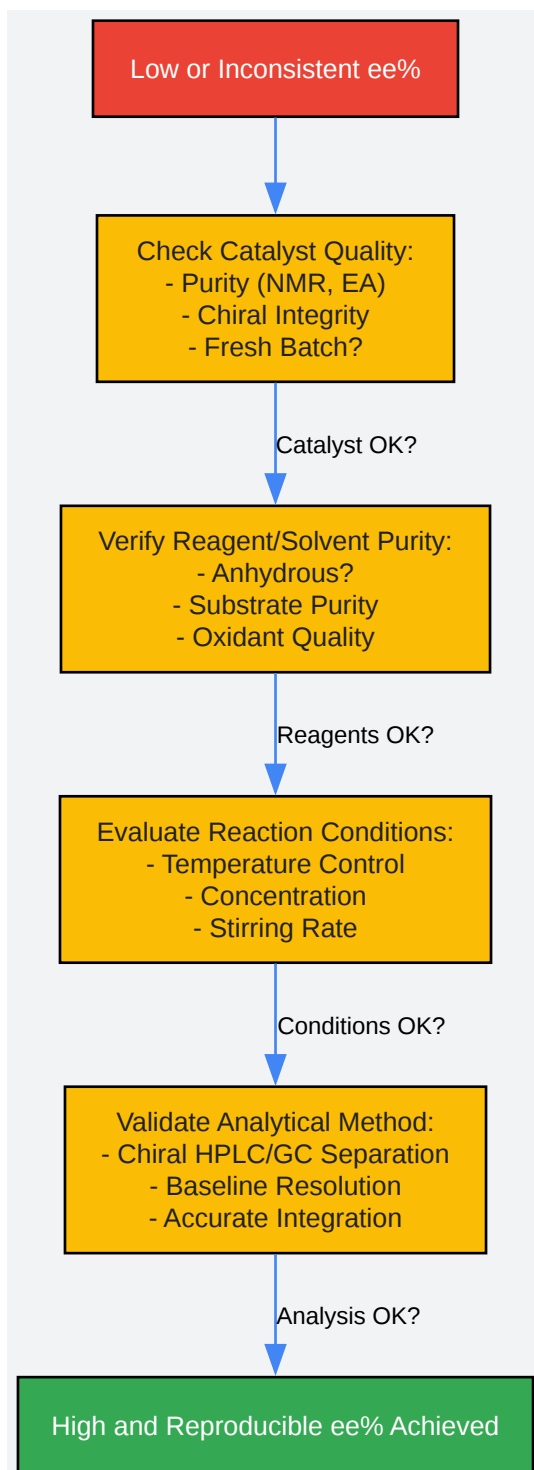 Low or Inconsistent ee%
Check Catalyst Quality:
- Purity (NMR, EA)
- Chiral Integrity
- Fresh Batch?
Catalyst OK?
Verify Reagent/Solvent Purity:
- Anhydrous?
- Substrate Purity
- Oxidant Quality
Reagents OK?
Evaluate Reaction Conditions:
- Temperature Control
- Concentration
- Stirring Rate
Conditions OK?
Validate Analytical Method:
- Chiral HPLC/GC Separation
- Baseline Resolution
- Accurate Integration
Analysis OK?
High and Reproducible ee% Achieved